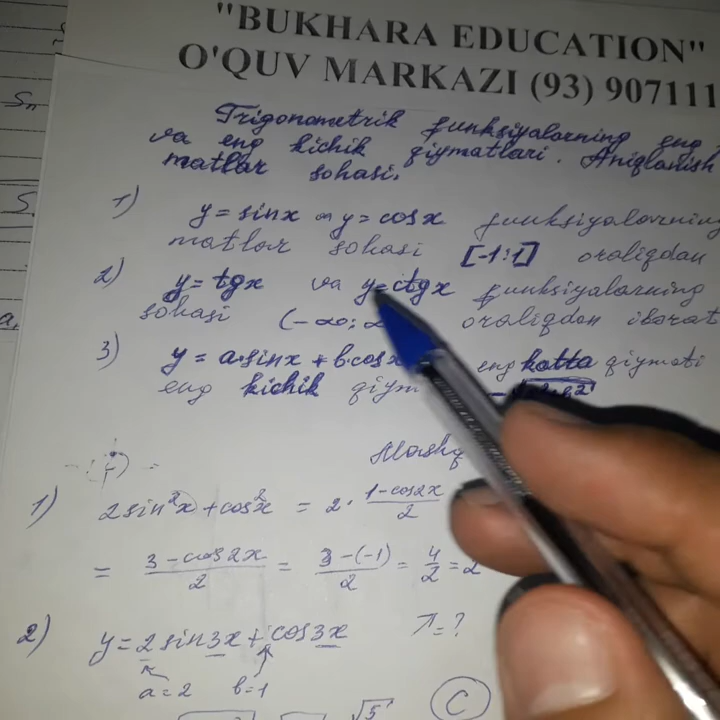 "BUKHARA EDUCATION"
O'QUV MARKAZI (93) 907111
Trigonometrik funksiyalarning eng
va eng kichik qiymatlari. Aniqlanish
matlar sohasi.
1) y=sinx va y=cosx funksiyalarning
matlar sohasi [-1;1] oraliqdan
2) y=tgx va y=ctgx funksiyalarning
sohasi (-∞; oraliqdan iborat
3) y=a·sinx+b·cosx eng katta qiymati
eng kichik
1) 2sin²x+cos²x = 2· (1-cos2x)/2
= (3-cos2x)/2 = (3-(-1))/2 = 4/2 = 2
2) y=2sin3x+cos3x T=?
a=2 b=1
√5 C